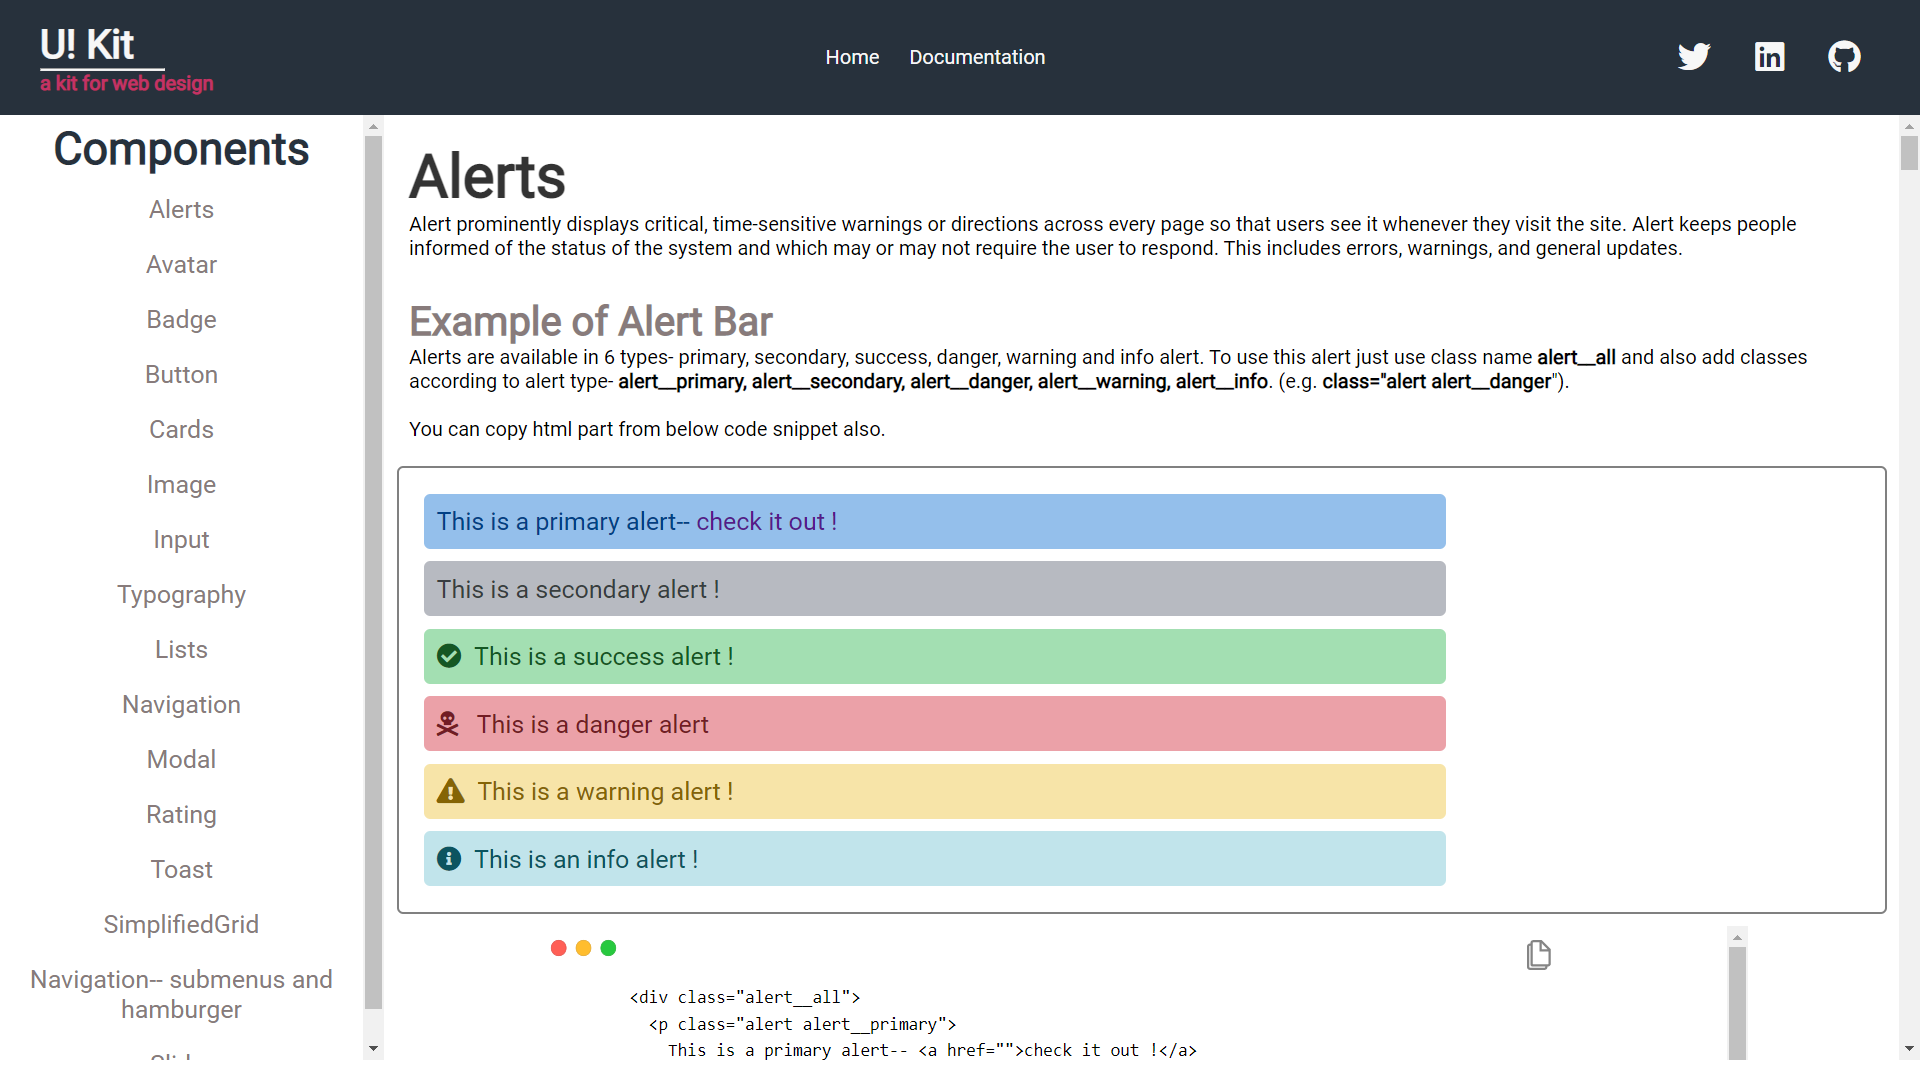 U! Kit
a kit for web design
Home
Documentation
Components
Alerts
Avatar
Badge
Button
Cards
Image
Input
Typography
Lists
Navigation
Modal
Rating
Toast
SimplifiedGrid
Navigation-- submenus and
hamburger
Alerts
Alert prominently displays critical, time-sensitive warnings or directions across every page so that users see it whenever they visit the site. Alert keeps people
informed of the status of the system and which may or may not require the user to respond. This includes errors, warnings, and general updates.
Example of Alert Bar
Alerts are available in 6 types- primary, secondary, success, danger, warning and info alert. To use this alert just use class name alert__all and also add classes
according to alert type- alert__primary, alert__secondary, alert__danger, alert__warning, alert__info. (e.g. class="alert alert__danger").
You can copy html part from below code snippet also.
This is a primary alert-- check it out !
This is a secondary alert !
This is a success alert !
This is a danger alert
This is a warning alert !
This is an info alert !
<div class="alert__all">
<p class="alert alert__primary">
This is a primary alert-- <a href="">check it out !</a>